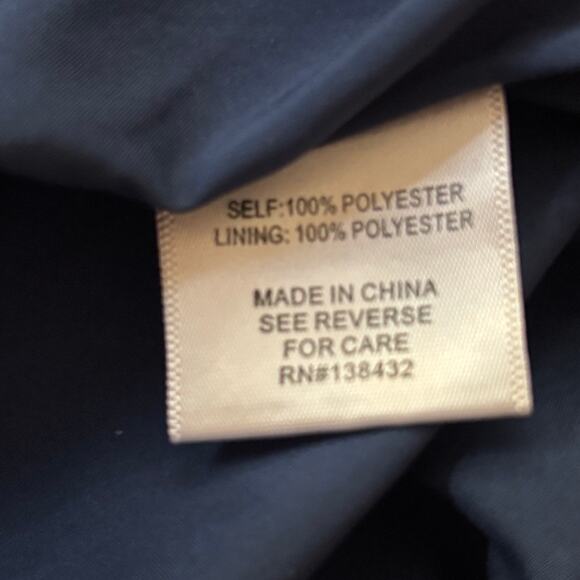 SELF:100% POLYESTER
LINING: 100% POLYESTER
MADE IN CHINA
SEE REVERSE
FOR CARE
RN#138432